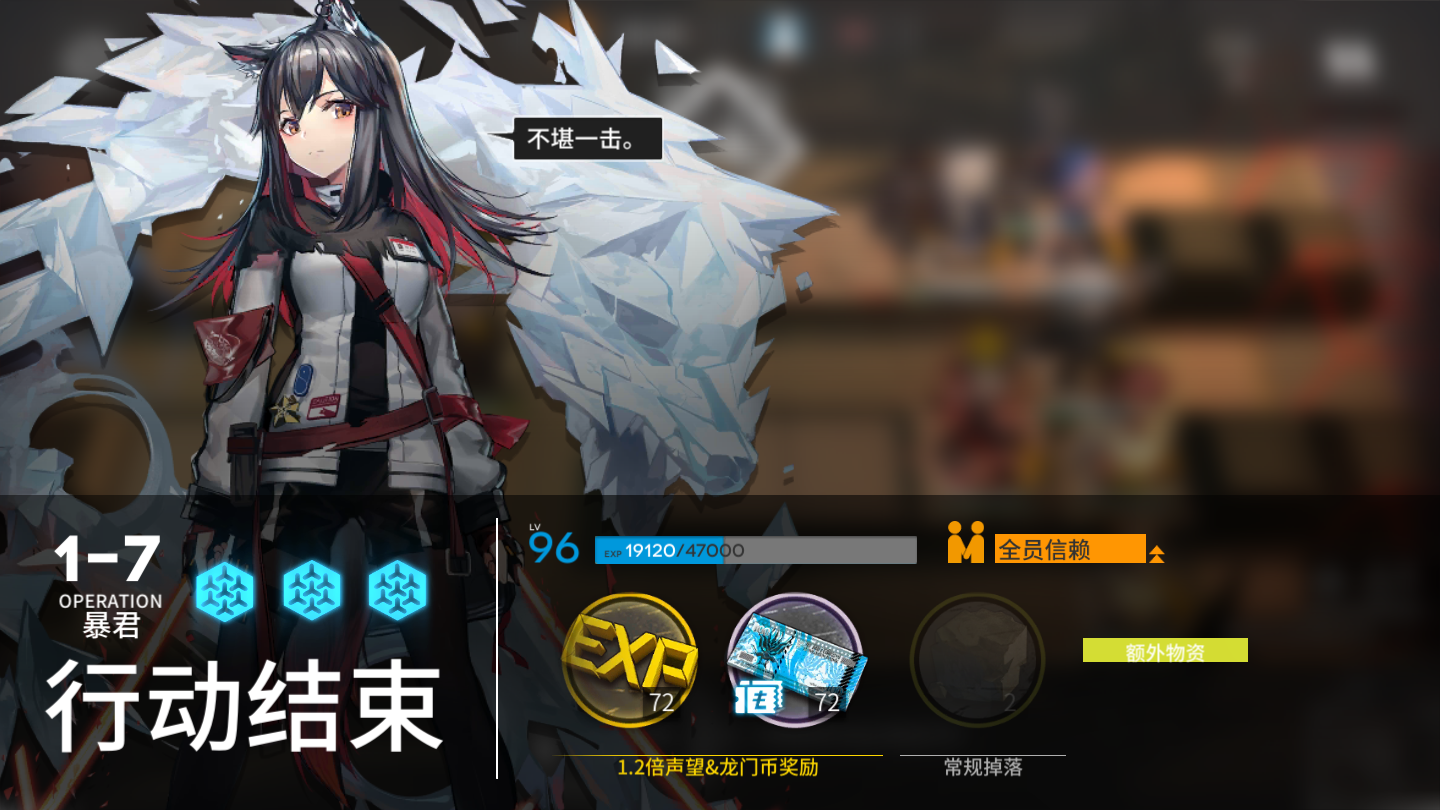 不堪一击。
1-7
OPERATION
暴君
行动结束
LV
96
EXP 19120/47000
全员信赖
EXP
72
72
2
额外物资
1.2倍声望&龙门币奖励
常规掉落